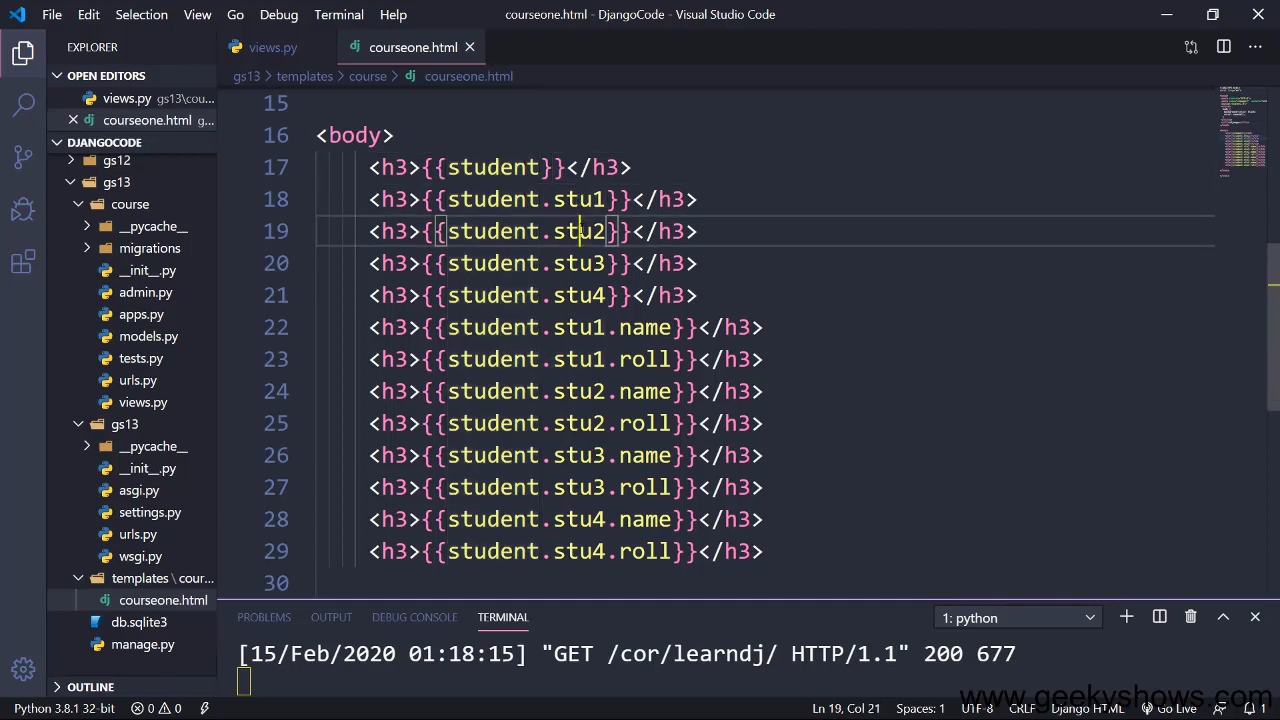 File Edit Selection View Go Debug Terminal Help courseone.html - DjangoCode - Visual Studio Code
EXPLORER
OPEN EDITORS
views.py gs13\cou...
courseone.html g...
DJANGOCODE
gs12
gs13
course
__pycache__
migrations
__init__.py
admin.py
apps.py
models.py
tests.py
urls.py
views.py
gs13
__pycache__
__init__.py
asgi.py
settings.py
urls.py
wsgi.py
templates \ cour...
courseone.html
db.sqlite3
manage.py
OUTLINE
views.py courseone.html
gs13 > templates > course > courseone.html
15
16 <body>
17 <h3>{{student}}</h3>
18 <h3>{{student.stu1}}</h3>
19 <h3>{{student.stu2}}</h3>
20 <h3>{{student.stu3}}</h3>
21 <h3>{{student.stu4}}</h3>
22 <h3>{{student.stu1.name}}</h3>
23 <h3>{{student.stu1.roll}}</h3>
24 <h3>{{student.stu2.name}}</h3>
25 <h3>{{student.stu2.roll}}</h3>
26 <h3>{{student.stu3.name}}</h3>
27 <h3>{{student.stu3.roll}}</h3>
28 <h3>{{student.stu4.name}}</h3>
29 <h3>{{student.stu4.roll}}</h3>
30
PROBLEMS OUTPUT DEBUG CONSOLE TERMINAL 1: python
[15/Feb/2020 01:18:15] "GET /cor/learndj/ HTTP/1.1" 200 677
www.geekyshows.com
Python 3.8.1 32-bit 0 0 Ln 19, Col 21 Spaces: 1 UTF-8 CRLF Django HTML Go Live 1